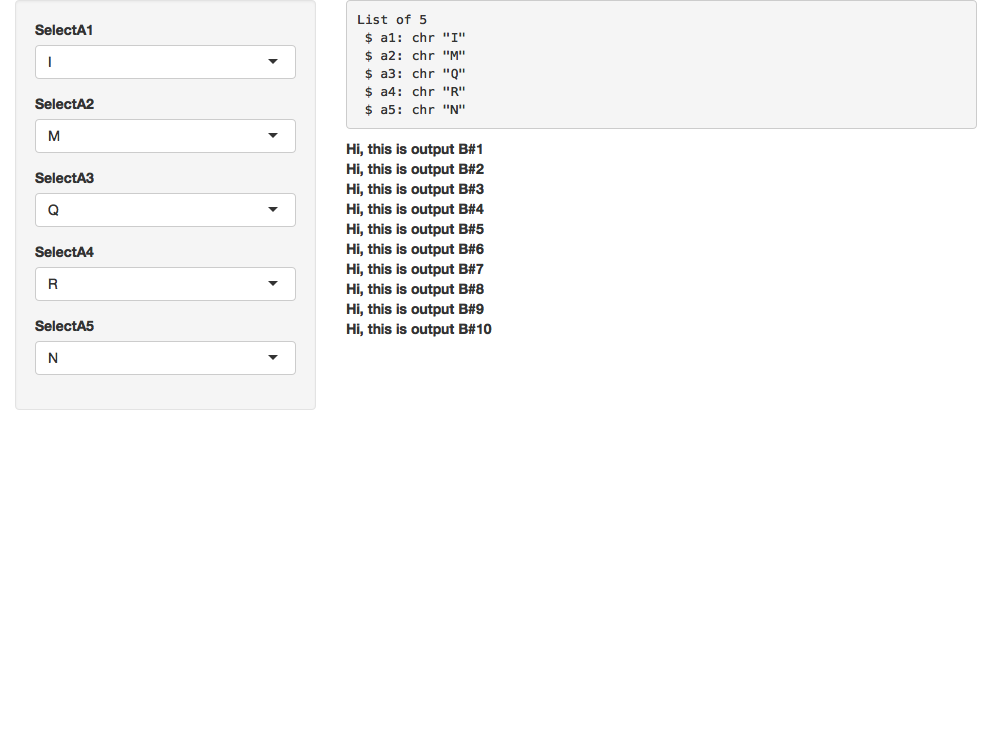 SelectA1
I
SelectA2
M
SelectA3
Q
SelectA4
R
SelectA5
N
List of 5
 $ a1: chr "I"
 $ a2: chr "M"
 $ a3: chr "Q"
 $ a4: chr "R"
 $ a5: chr "N"
Hi, this is output B#1
Hi, this is output B#2
Hi, this is output B#3
Hi, this is output B#4
Hi, this is output B#5
Hi, this is output B#6
Hi, this is output B#7
Hi, this is output B#8
Hi, this is output B#9
Hi, this is output B#10